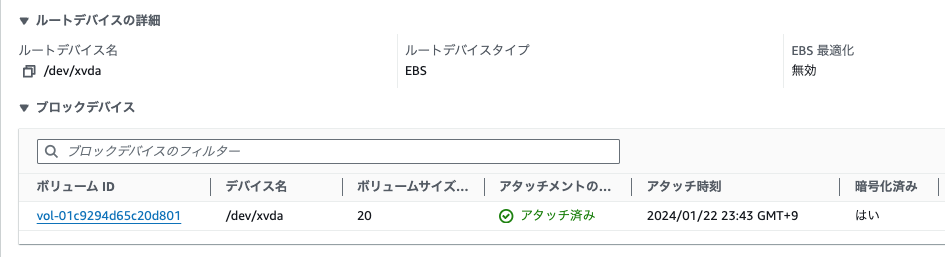 ルートデバイスの詳細
ルートデバイス名 ルートデバイスタイプ EBS 最適化
/dev/xvda EBS 無効
ブロックデバイス
ブロックデバイスのフィルター
ボリューム ID デバイス名 ボリュームサイズ... アタッチメントの... アタッチ時刻 暗号化済み
vol-01c9294d65c20d801 /dev/xvda 20 アタッチ済み 2024/01/22 23:43 GMT+9 はい